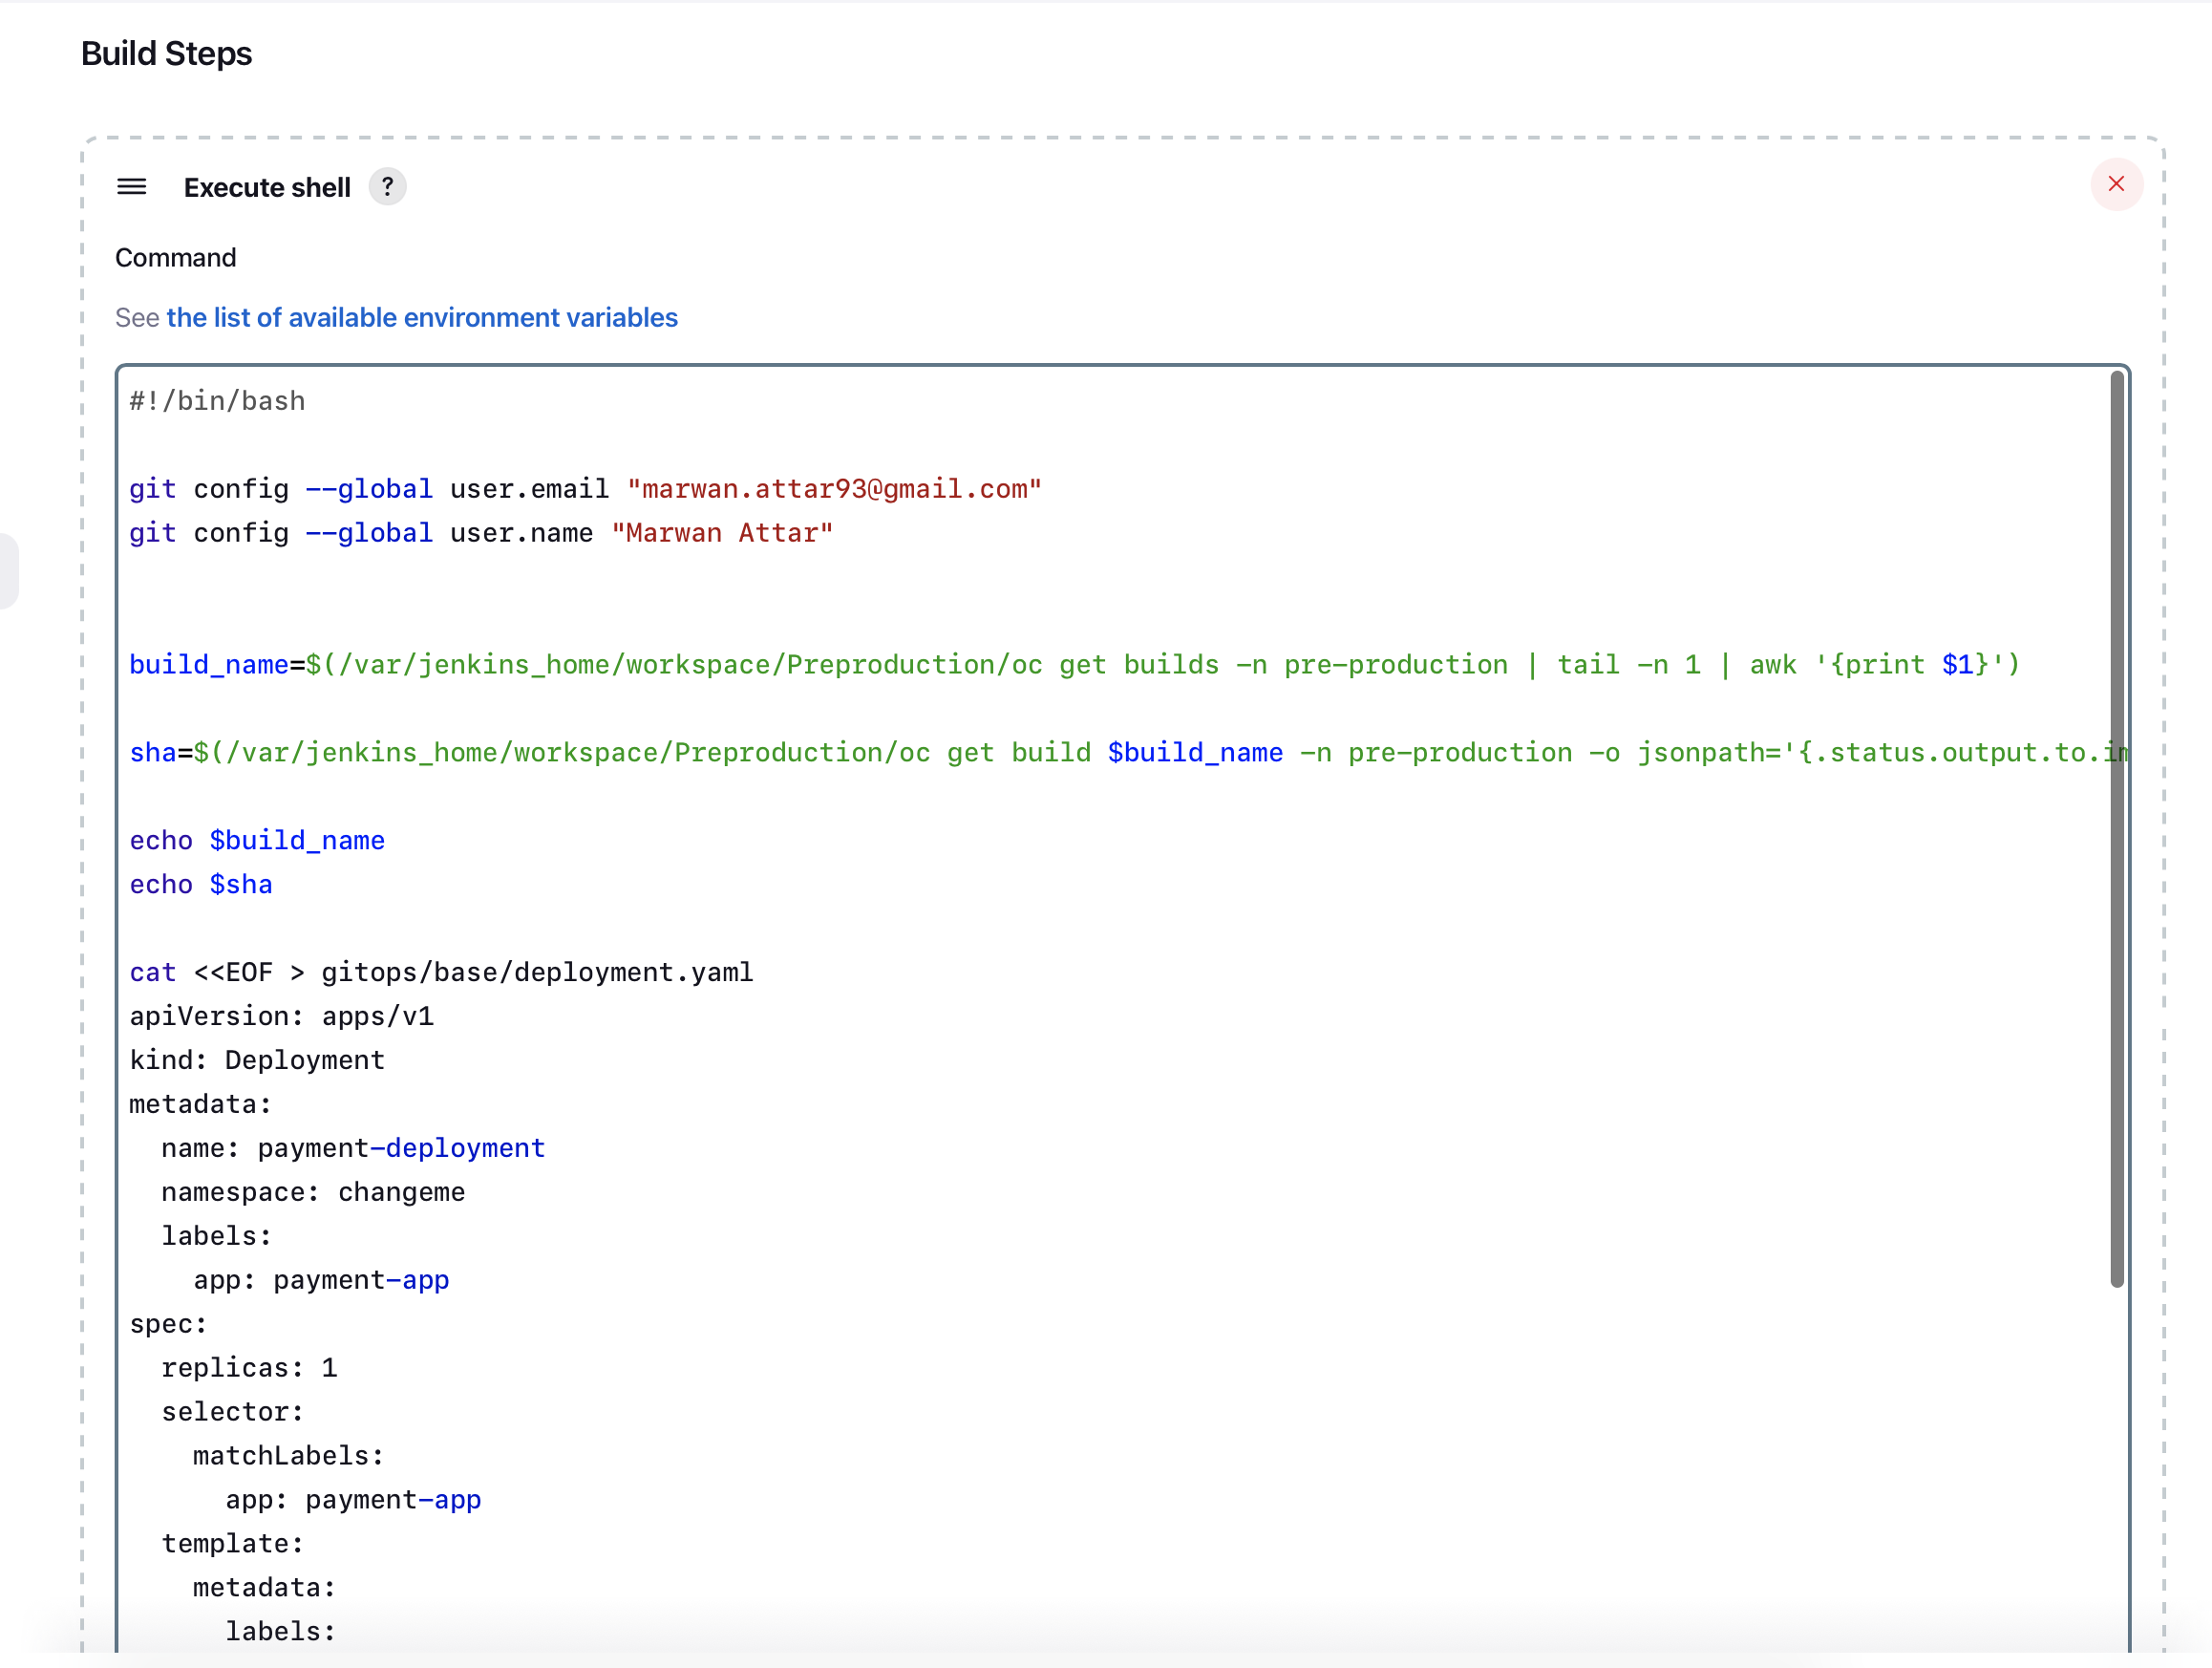 Build Steps
Execute shell ?
Command
See the list of available environment variables
#!/bin/bash
git config --global user.email "marwan.attar93@gmail.com"
git config --global user.name "Marwan Attar"
build_name=$(/var/jenkins_home/workspace/Preproduction/oc get builds -n pre-production | tail -n 1 | awk '{print $1}')
sha=$(/var/jenkins_home/workspace/Preproduction/oc get build $build_name -n pre-production -o jsonpath='{.status.output.to.im
echo $build_name
echo $sha
cat <<EOF > gitops/base/deployment.yaml
apiVersion: apps/v1
kind: Deployment
metadata:
  name: payment-deployment
  namespace: changeme
  labels:
    app: payment-app
spec:
  replicas: 1
  selector:
    matchLabels:
      app: payment-app
  template:
    metadata:
      labels: